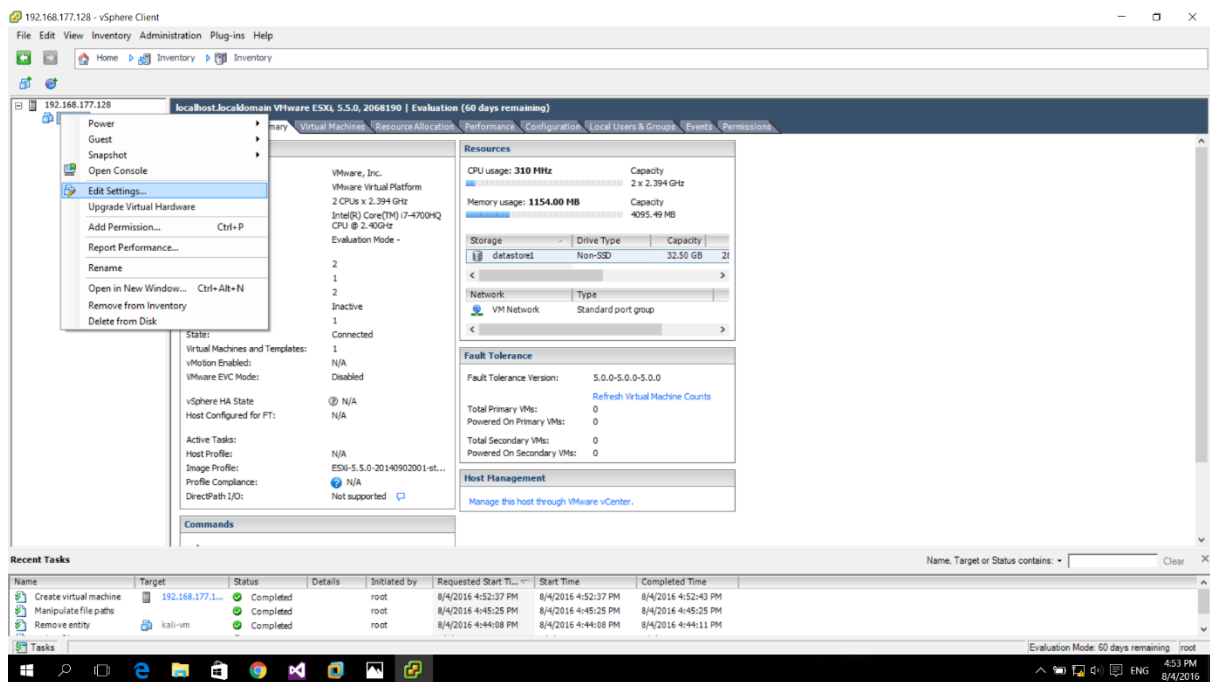 192.168.177.128 - vSphere Client
File Edit View Inventory Administration Plug-ins Help
Home Inventory Inventory
192.168.177.128
localhost.localdomain VMware ESXi, 5.5.0, 2068190 | Evaluation (60 days remaining)
Virtual Machines Resource Allocation Performance Configuration Local Users & Groups Events Permissions
Power
Guest
Snapshot
Open Console
Edit Settings...
Upgrade Virtual Hardware
Add Permission... Ctrl+P
Report Performance...
Rename
Open in New Window... Ctrl+Alt+N
Remove from Inventory
Delete from Disk
VMware, Inc.
VMware Virtual Platform
2 CPUs x 2.394 GHz
Intel(R) Core(TM) i7-4700HQ
CPU @ 2.40GHz
Evaluation Mode -
2
1
2
Inactive
1
State: Connected
Virtual Machines and Templates: 1
vMotion Enabled: N/A
VMware EVC Mode: Disabled
vSphere HA State N/A
Host Configured for FT: N/A
Active Tasks:
Host Profile: N/A
Image Profile: ESXi-5.5.0-20140902001-st...
Profile Compliance: N/A
DirectPath I/O: Not supported
Commands
Resources
CPU usage: 310 MHz Capacity
2 x 2.394 GHz
Memory usage: 1154.00 MB Capacity
4095.49 MB
Storage Drive Type Capacity
datastore1 Non-SSD 32.50 GB
Network Type
VM Network Standard port group
Fault Tolerance
Fault Tolerance Version: 5.0.0-5.0.0-5.0.0
Refresh Virtual Machine Counts
Total Primary VMs: 0
Powered On Primary VMs: 0
Total Secondary VMs: 0
Powered On Secondary VMs: 0
Host Management
Manage this host through VMware vCenter.
Recent Tasks
Name, Target or Status contains: Clear
Name Target Status Details Initiated by Requested Start Ti... Start Time Completed Time
Create virtual machine 192.168.177.1... Completed root 8/4/2016 4:52:37 PM 8/4/2016 4:52:37 PM 8/4/2016 4:52:43 PM
Manipulate file paths Completed root 8/4/2016 4:45:25 PM 8/4/2016 4:45:25 PM 8/4/2016 4:45:25 PM
Remove entity kali-vm Completed root 8/4/2016 4:44:08 PM 8/4/2016 4:44:08 PM 8/4/2016 4:44:11 PM
Tasks Evaluation Mode: 60 days remaining root
ENG
4:53 PM
8/4/2016